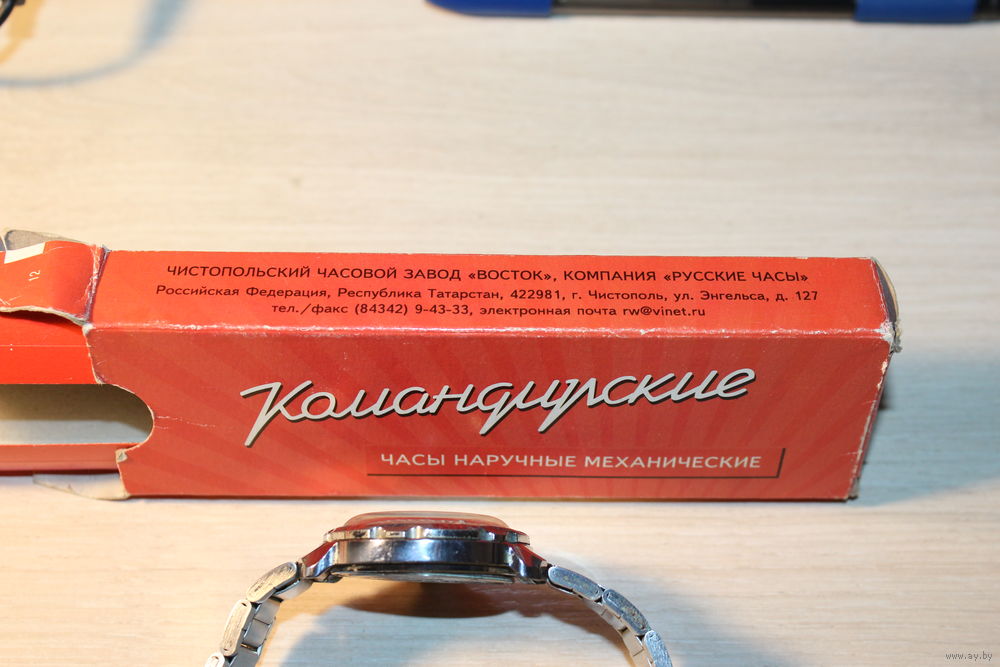 ЧИСТОПОЛЬСКИЙ ЧАСОВОЙ ЗАВОД «ВОСТОК», КОМПАНИЯ «РУССКИЕ ЧАСЫ»
Российская Федерация, Республика Татарстан, 422981, г. Чистополь, ул. Энгельса, д. 127
тел./факс (84342) 9-43-33, электронная почта rw@vinet.ru
12
Командирские
ЧАСЫ НАРУЧНЫЕ МЕХАНИЧЕСКИЕ
www.ay.by